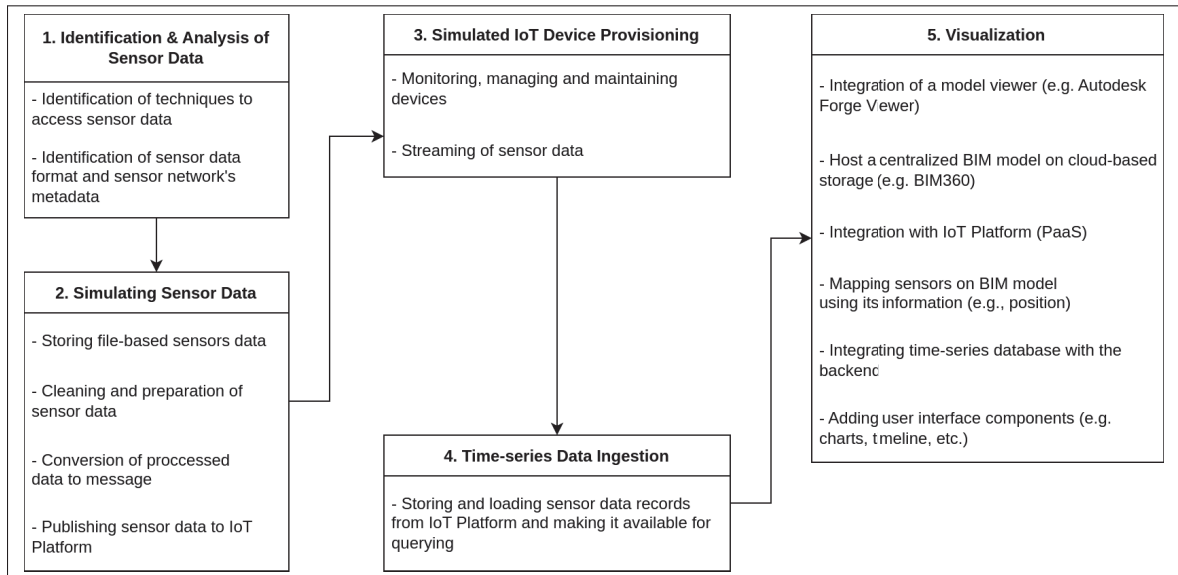 1. Identification & Analysis of
Sensor Data
- Identification of techniques to
access sensor data
- Identification of sensor data
format and sensor network's
metadata
2. Simulating Sensor Data
- Storing file-based sensors data
- Cleaning and preparation of
sensor data
- Conversion of proccessed
data to message
- Publishing sensor data to IoT
Platform
3. Simulated IoT Device Provisioning
- Monitoring, managing and maintaining
devices
- Streaming of sensor data
4. Time-series Data Ingestion
- Storing and loading sensor data records
from IoT Platform and making it available for
querying
5. Visualization
- Integration of a model viewer (e.g. Autodesk
Forge Viewer)
- Host a centralized BIM model on cloud-based
storage (e.g. BIM360)
- Integration with IoT Platform (PaaS)
- Mapping sensors on BIM model
using its information (e.g., position)
- Integrating time-series database with the
backend
- Adding user interface components (e.g.
charts, timeline, etc.)